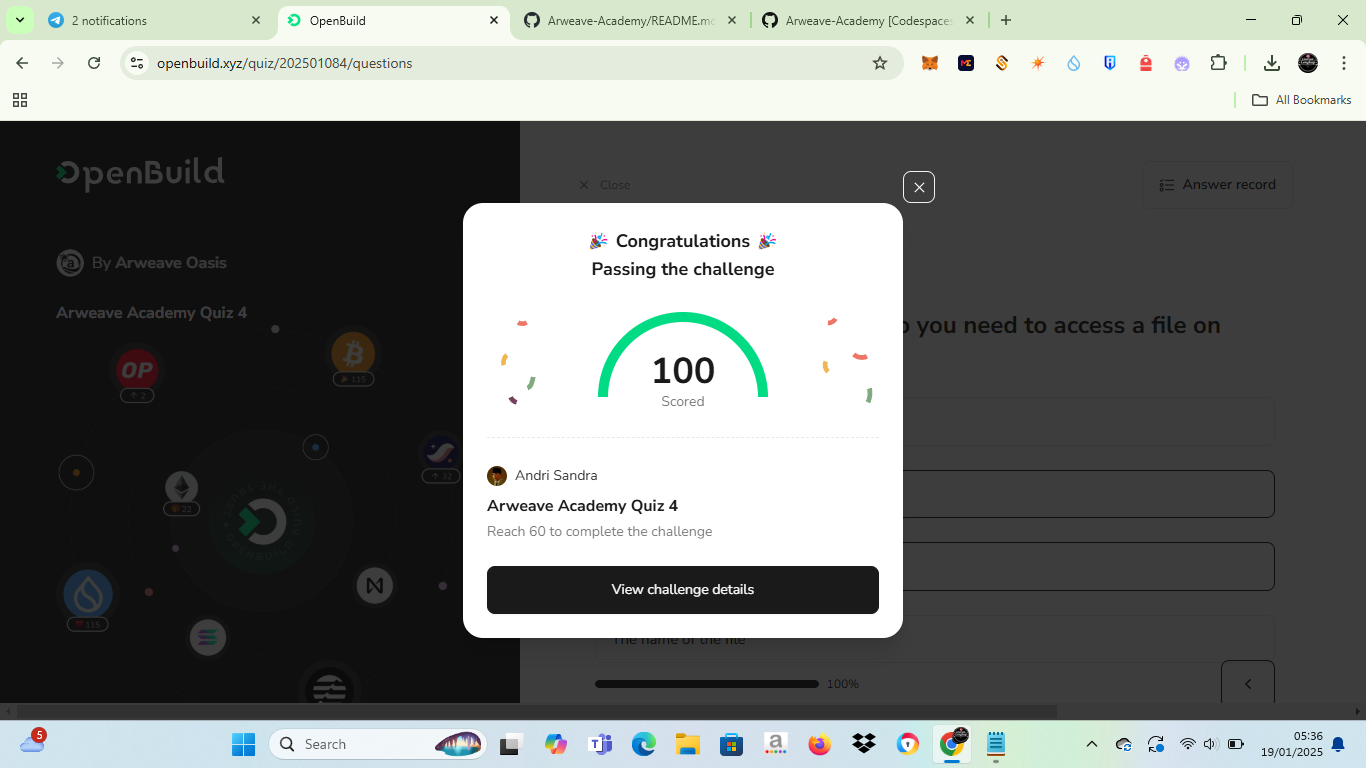 2 notifications
OpenBuild
Arweave-Academy/README.m
Arweave-Academy [Codespaces
openbuild.xyz/quiz/202501084/questions
All Bookmarks
OpenBuild
Close
Answer record
By Arweave Oasis
Arweave Academy Quiz 4
you need to access a file on
OP
2
115
32
22
115
Congratulations
Passing the challenge
100
Scored
Andri Sandra
Arweave Academy Quiz 4
Reach 60 to complete the challenge
View challenge details
The name of the file
100%
5
Search
05:36
19/01/2025